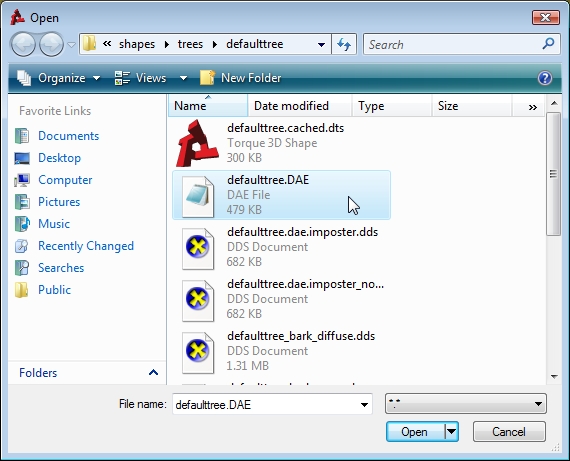 Open
« shapes trees defaulttree
Search
Organize Views New Folder
Favorite Links
Documents
Desktop
Computer
Pictures
Music
Recently Changed
Searches
Public
Folders
Name Date modified Type Size »
defaulttree.cached.dts
Torque 3D Shape
300 KB
defaulttree.DAE
DAE File
479 KB
defaulttree.dae.imposter.dds
DDS Document
682 KB
defaulttree.dae.imposter_no...
DDS Document
682 KB
defaulttree_bark_diffuse.dds
DDS Document
1.31 MB
File name: defaulttree.DAE
*.*
Open Cancel